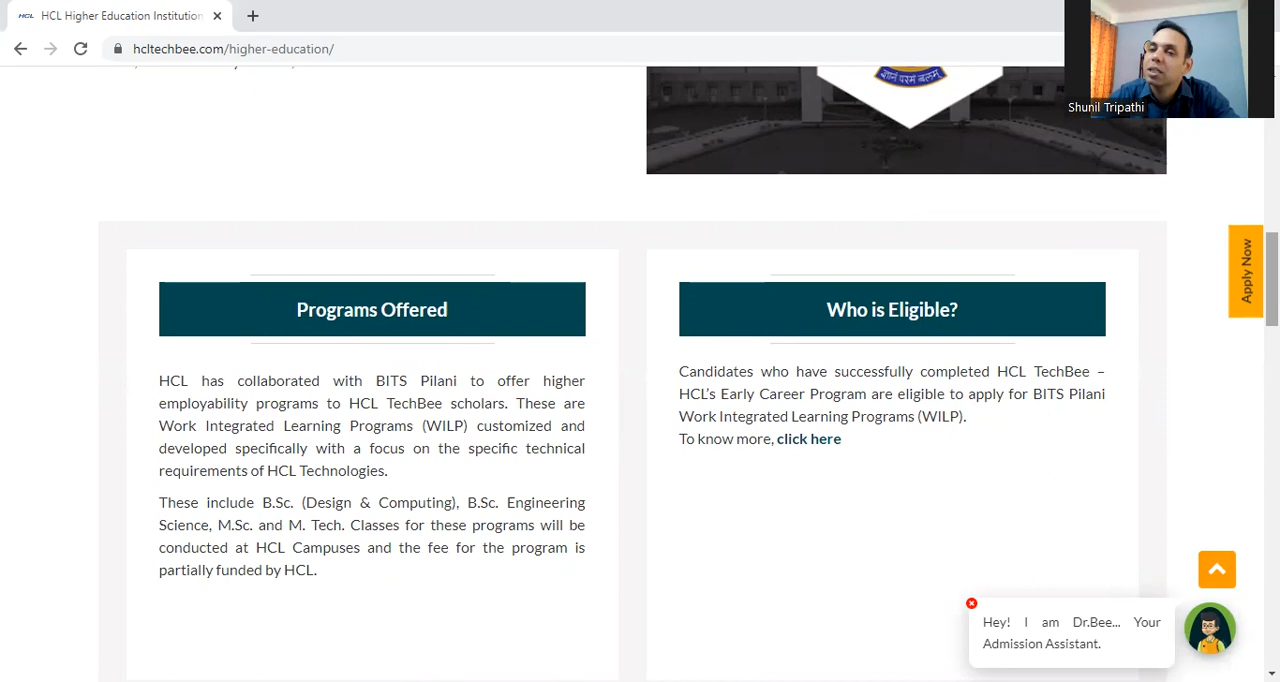 HCL HCL Higher Education Institution
hcltechbee.com/higher-education/
ज्ञानं परमं बलम्
Shunil Tripathi
Apply Now
Programs Offered
HCL has collaborated with BITS Pilani to offer higher
employability programs to HCL TechBee scholars. These are
Work Integrated Learning Programs (WILP) customized and
developed specifically with a focus on the specific technical
requirements of HCL Technologies.
These include B.Sc. (Design & Computing), B.Sc. Engineering
Science, M.Sc. and M. Tech. Classes for these programs will be
conducted at HCL Campuses and the fee for the program is
partially funded by HCL.
Who is Eligible?
Candidates who have successfully completed HCL TechBee –
HCL's Early Career Program are eligible to apply for BITS Pilani
Work Integrated Learning Programs (WILP).
To know more, click here
Hey! I am Dr.Bee... Your
Admission Assistant.